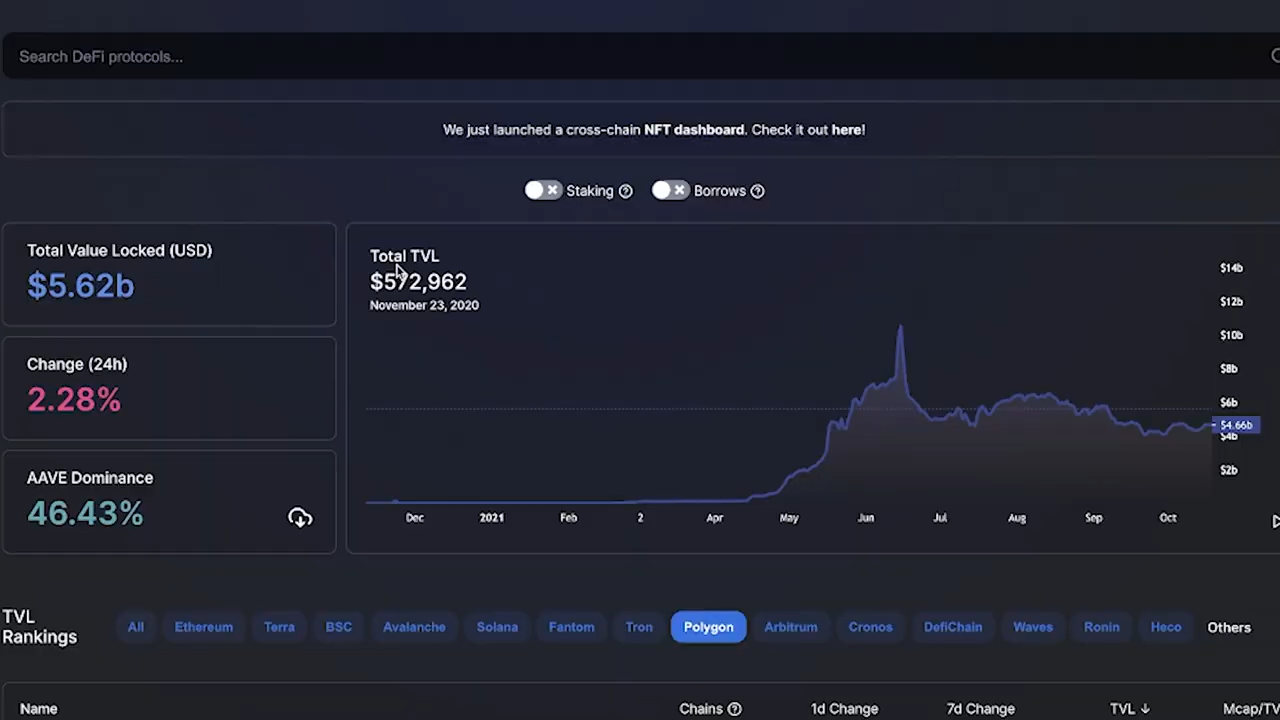 Search DeFi protocols...
We just launched a cross-chain NFT dashboard. Check it out here!
Staking Borrows
Total Value Locked (USD)
$5.62b
Change (24h)
2.28%
AAVE Dominance
46.43%
Total TVL
$572,962
November 23, 2020
$14b
$12b
$10b
$8b
$6b
$4.66b
$4b
$2b
Dec 2021 Feb 2 Apr May Jun Jul Aug Sep Oct
TVL
Rankings
All Ethereum Terra BSC Avalanche Solana Fantom Tron Polygon Arbitrum Cronos DefiChain Waves Ronin Heco Others
Name Chains 1d Change 7d Change TVL ↓ Mcap/TV